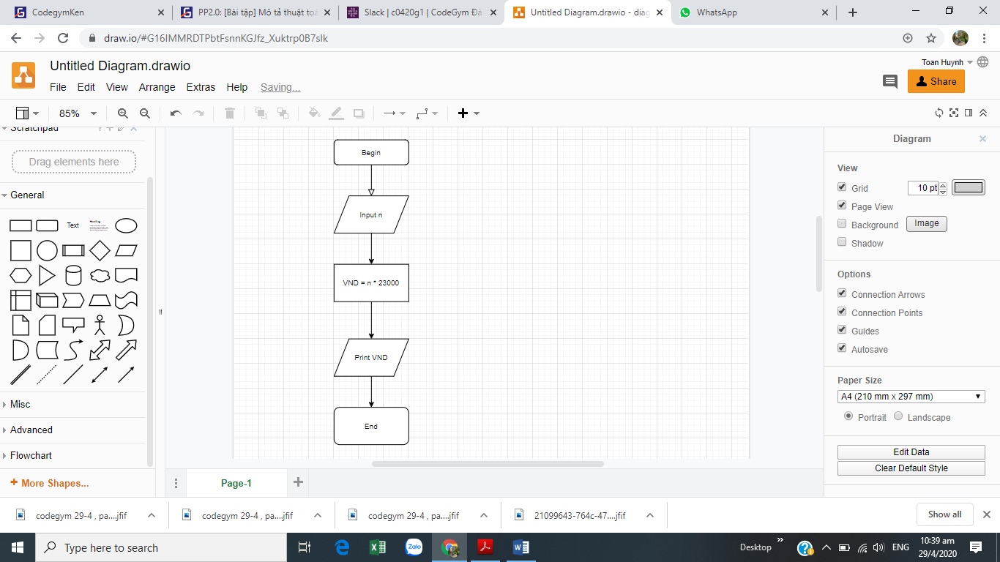 CodegymKen
PP2.0: [Bài tập] Mô tả thuật toá
Slack | c0420g1 | CodeGym Đà
Untitled Diagram.drawio - diag
WhatsApp
draw.io/#G16IMMRDTPbtFsnnKGJfz_Xuktrp0B7slk
Untitled Diagram.drawio
Toan Huynh
File Edit View Arrange Extras Help Saving...
Share
85%
Scratchpad
Drag elements here
General
Text
Heading
Misc
Advanced
Flowchart
+ More Shapes...
Begin
Input n
VND = n * 23000
Print VND
End
Page-1
Diagram
View
Grid 10 pt
Page View
Background Image
Shadow
Options
Connection Arrows
Connection Points
Guides
Autosave
Paper Size
A4 (210 mm x 297 mm)
Portrait Landscape
Edit Data
Clear Default Style
codegym 29-4 , pa....jfif
codegym 29-4 , pa....jfif
codegym 29-4 , pa....jfif
21099643-764c-47....jfif
Show all
Type here to search
Zalo
Desktop
ENG
10:39 am
29/4/2020